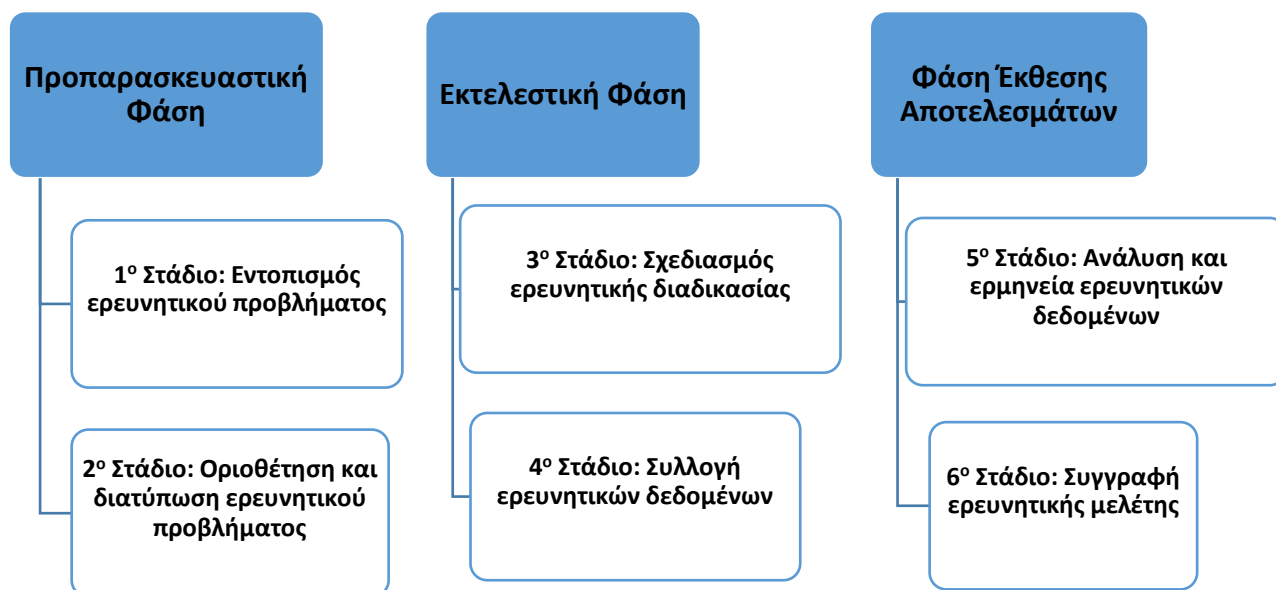 Προπαρασκευαστική
Φάση
1ο Στάδιο: Εντοπισμός
ερευνητικού προβλήματος
2ο Στάδιο: Οριοθέτηση και
διατύπωση ερευνητικού
προβλήματος
Εκτελεστική Φάση
3ο Στάδιο: Σχεδιασμός
ερευνητικής διαδικασίας
4ο Στάδιο: Συλλογή
ερευνητικών δεδομένων
Φάση Έκθεσης
Αποτελεσμάτων
5ο Στάδιο: Ανάλυση και
ερμηνεία ερευνητικών
δεδομένων
6ο Στάδιο: Συγγραφή
ερευνητικής μελέτης